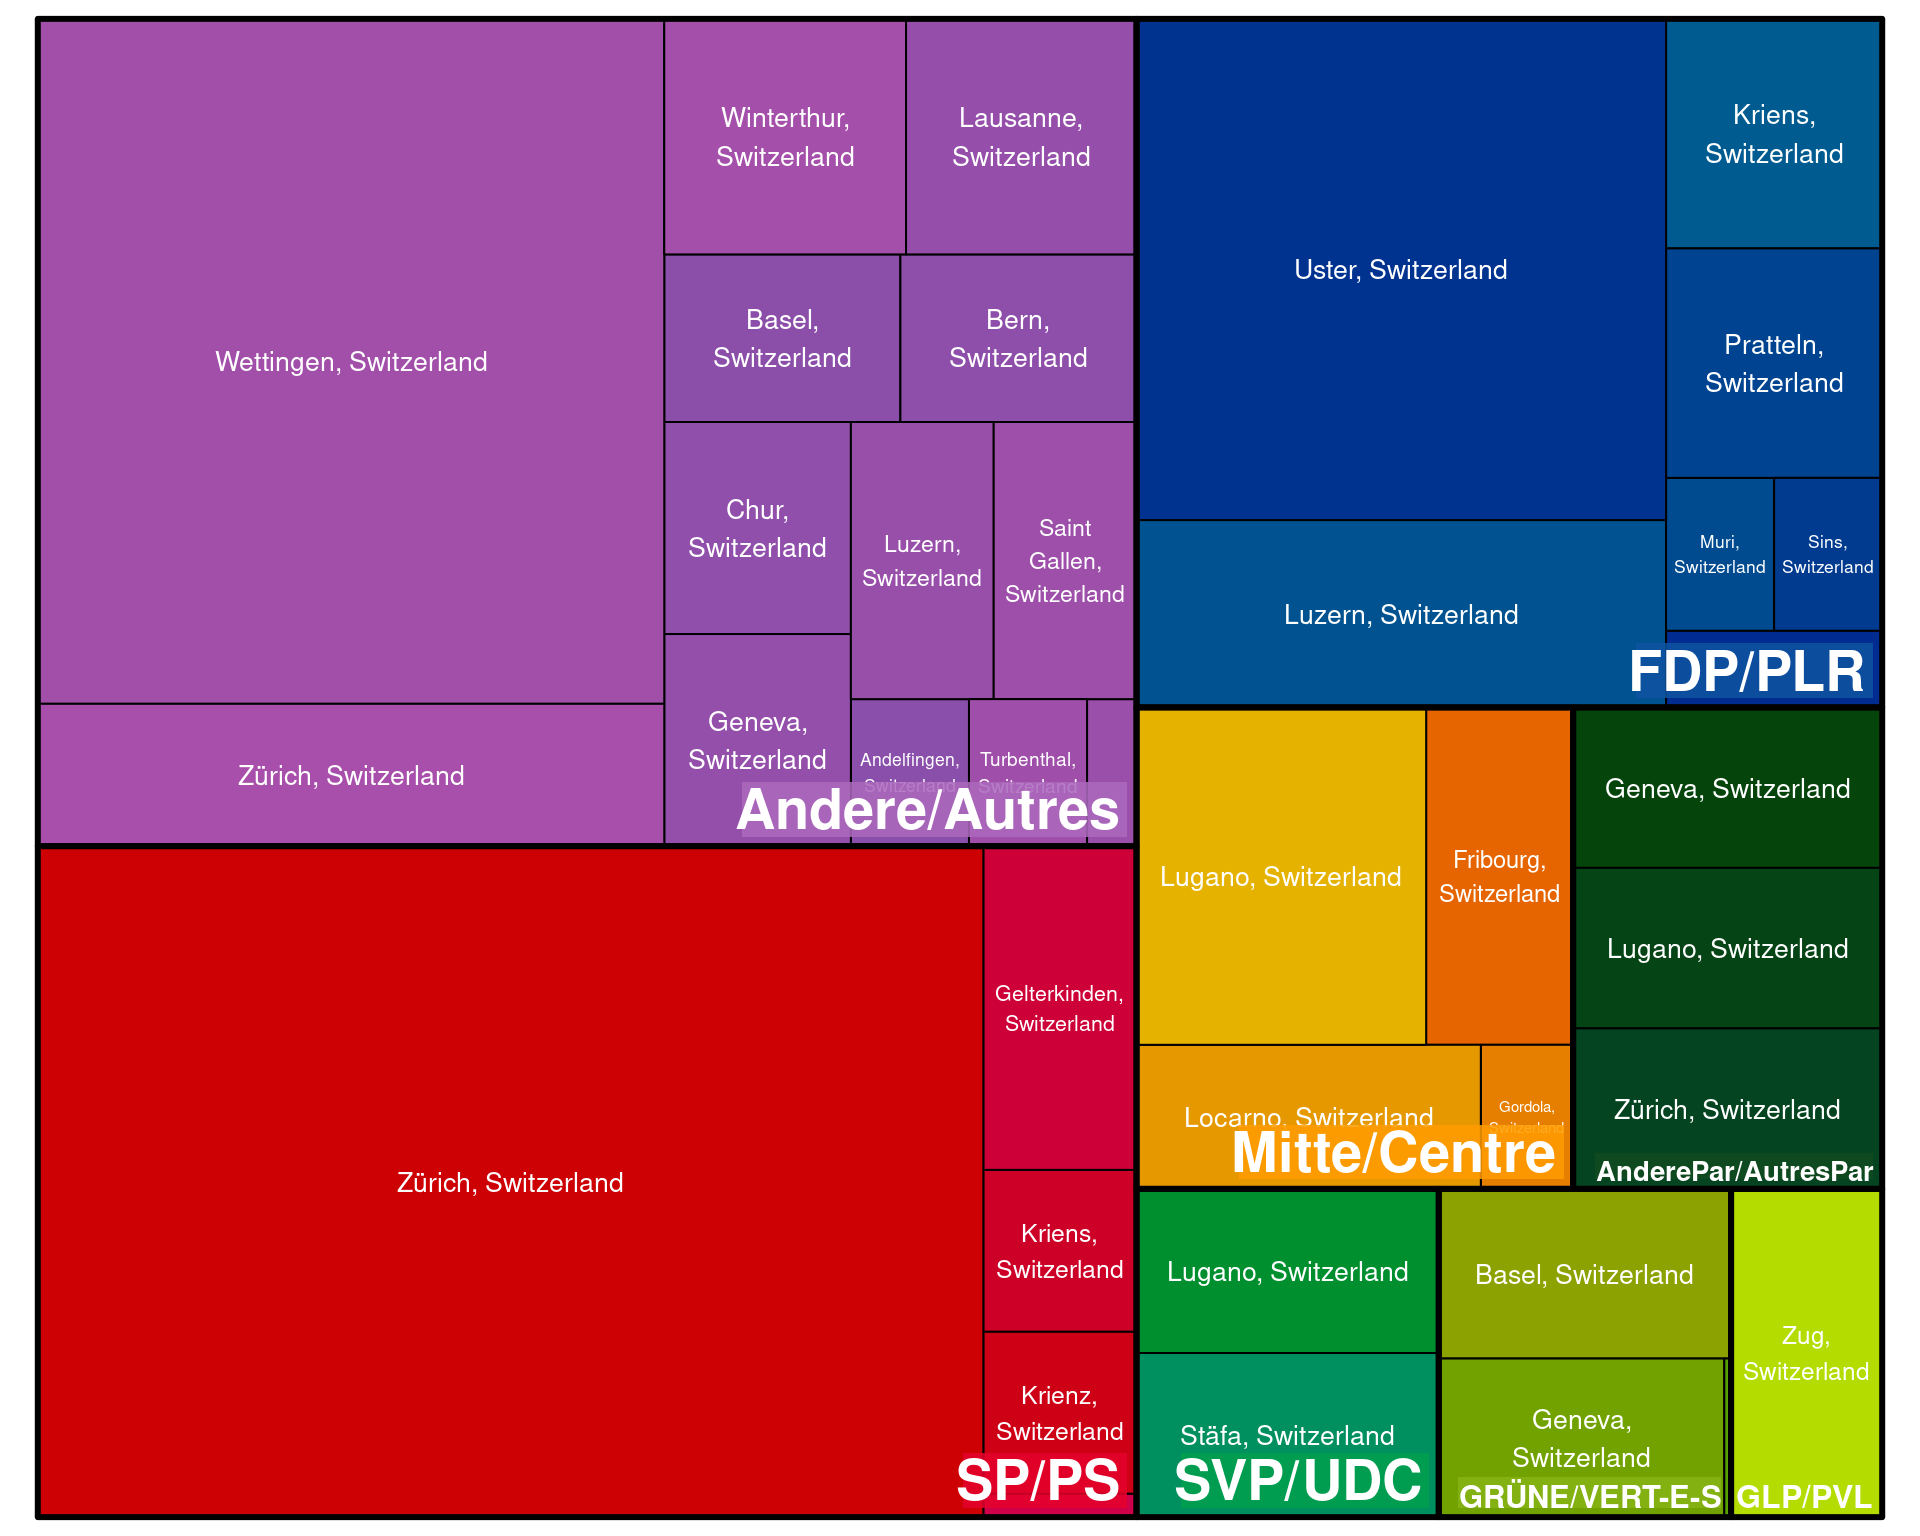 Wettingen, Switzerland
Zürich, Switzerland
Winterthur,
Switzerland
Lausanne,
Switzerland
Basel,
Switzerland
Bern,
Switzerland
Chur,
Switzerland
Luzern,
Switzerland
Saint
Gallen,
Switzerland
Geneva,
Switzerland
Andelfingen,
Switzerland
Turbenthal,
Switzerland
Andere/Autres
Zürich, Switzerland
Gelterkinden,
Switzerland
Kriens,
Switzerland
Krienz,
Switzerland
SP/PS
Uster, Switzerland
Luzern, Switzerland
Kriens,
Switzerland
Pratteln,
Switzerland
Muri,
Switzerland
Sins,
Switzerland
FDP/PLR
Lugano, Switzerland
Fribourg,
Switzerland
Locarno, Switzerland
Gordola,
Switzerland
Mitte/Centre
Geneva, Switzerland
Lugano, Switzerland
Zürich, Switzerland
AnderePar/AutresPar
Lugano, Switzerland
Stäfa, Switzerland
SVP/UDC
Basel, Switzerland
Geneva,
Switzerland
GRÜNE/VERT-E-S
Zug,
Switzerland
GLP/PVL